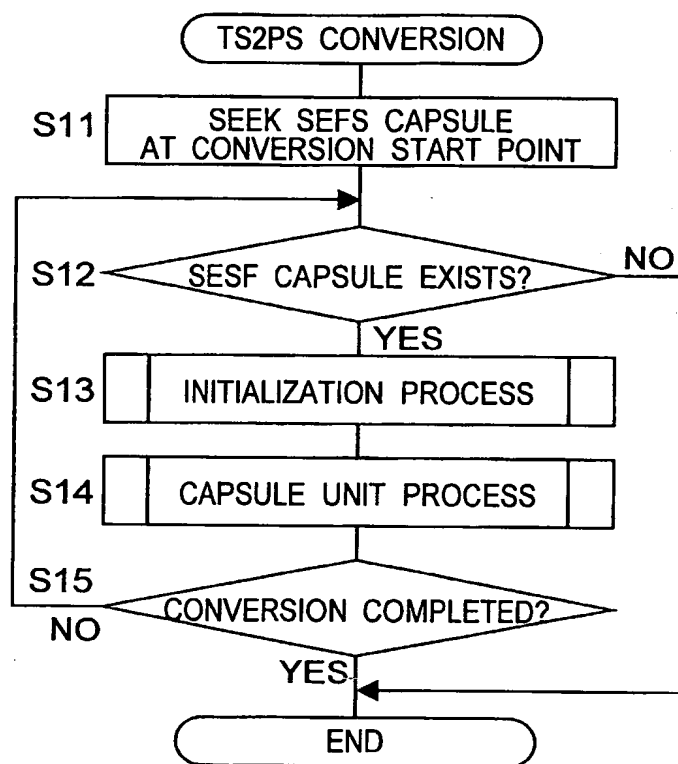 TS2PS CONVERSION
S11
SEEK SEFS CAPSULE
AT CONVERSION START POINT
S12
SESF CAPSULE EXISTS?
NO
YES
S13
INITIALIZATION PROCESS
S14
CAPSULE UNIT PROCESS
S15
CONVERSION COMPLETED?
NO
YES
END